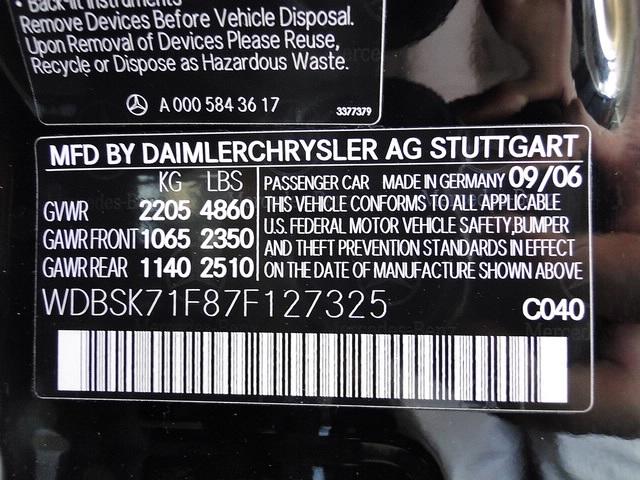 • Back-lit Instruments
Remove Devices Before Vehicle Disposal.
Upon Removal of Devices Please Reuse,
Recycle or Dispose as Hazardous Waste.
A 000 584 36 17
3377379
MFD BY DAIMLERCHRYSLER AG STUTTGART
KG LBS
GVWR 2205 4860
GAWR FRONT 1065 2350
GAWR REAR 1140 2510
PASSENGER CAR MADE IN GERMANY 09/06
THIS VEHICLE CONFORMS TO ALL APPLICABLE
U.S. FEDERAL MOTOR VEHICLE SAFETY,BUMPER
AND THEFT PREVENTION STANDARDS IN EFFECT
ON THE DATE OF MANUFACTURE SHOWN ABOVE
WDBSK71F87F127325
C040